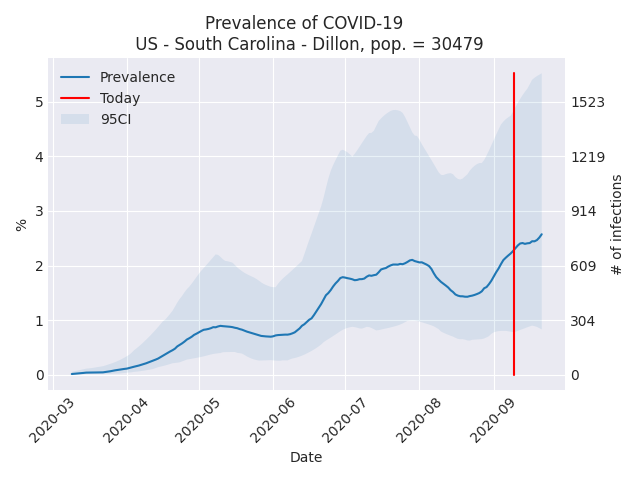 Prevalence of COVID-19
US - South Carolina - Dillon, pop. = 30479
Prevalence
Today
95CI
5
4
3
2
1
0
%
1523
1219
914
609
304
0
# of infections
2020-03
2020-04
2020-05
2020-06
2020-07
2020-08
2020-09
Date